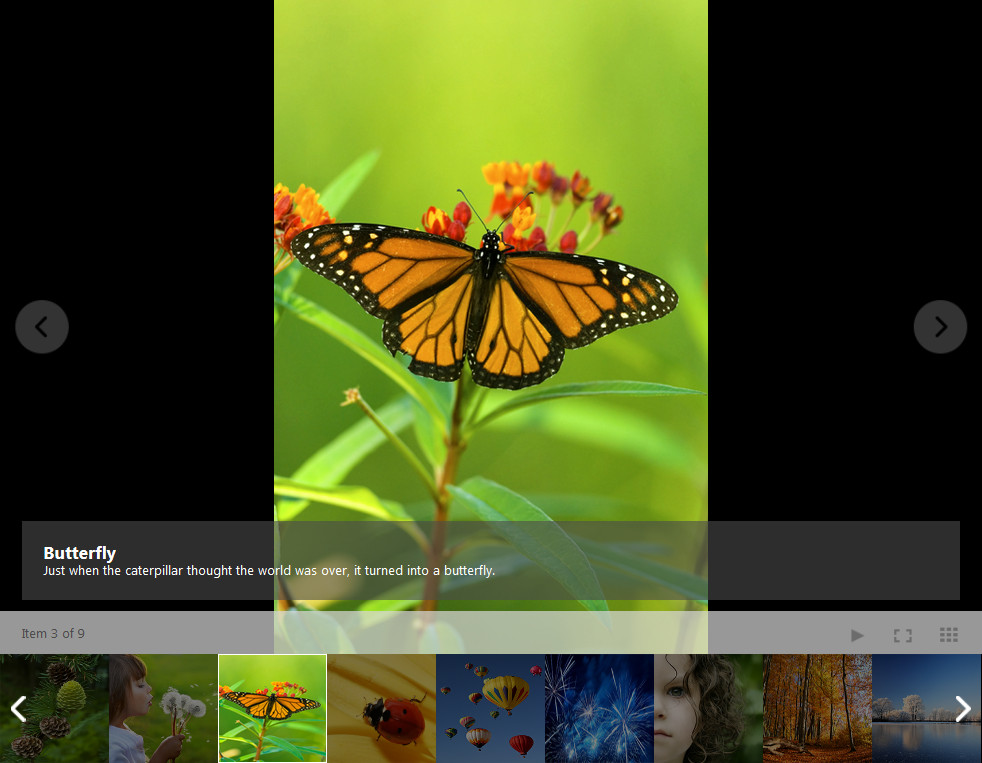 Butterfly
Just when the caterpillar thought the world was over, it turned into a butterfly.
Item 3 of 9